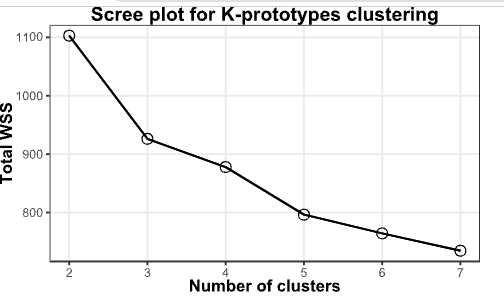 Scree plot for K-prototypes clustering
Total WSS
1100
1000
900
800
2 3 4 5 6 7
Number of clusters